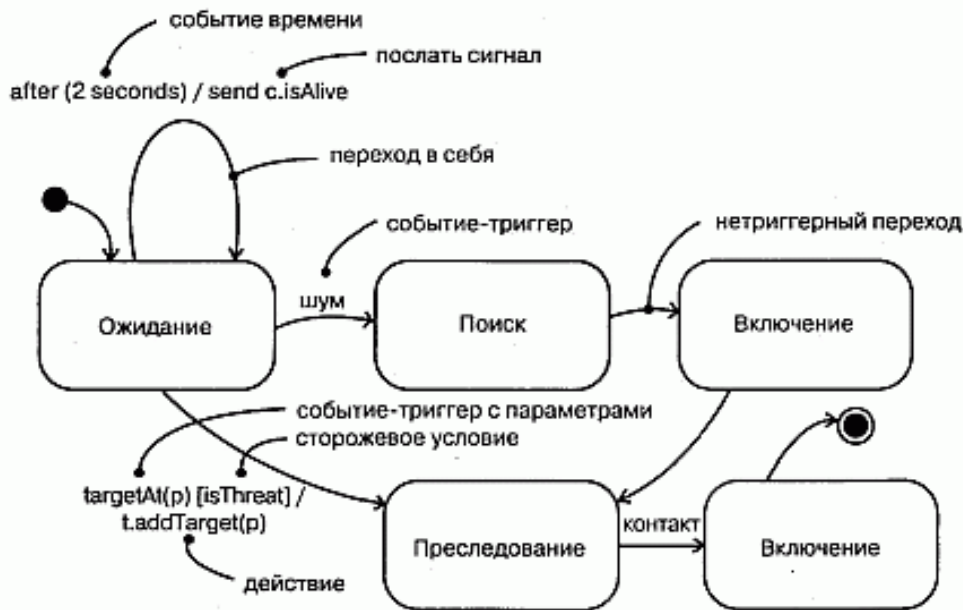 событие времени
послать сигнал
after (2 seconds) / send c.isAlive
переход в себя
событие-триггер
нетриггерный переход
шум
Ожидание
Поиск
Включение
событие-триггер с параметрами
сторожевое условие
targetAt(p) [isThreat] /
t.addTarget(p)
контакт
Преследование
Включение
действие